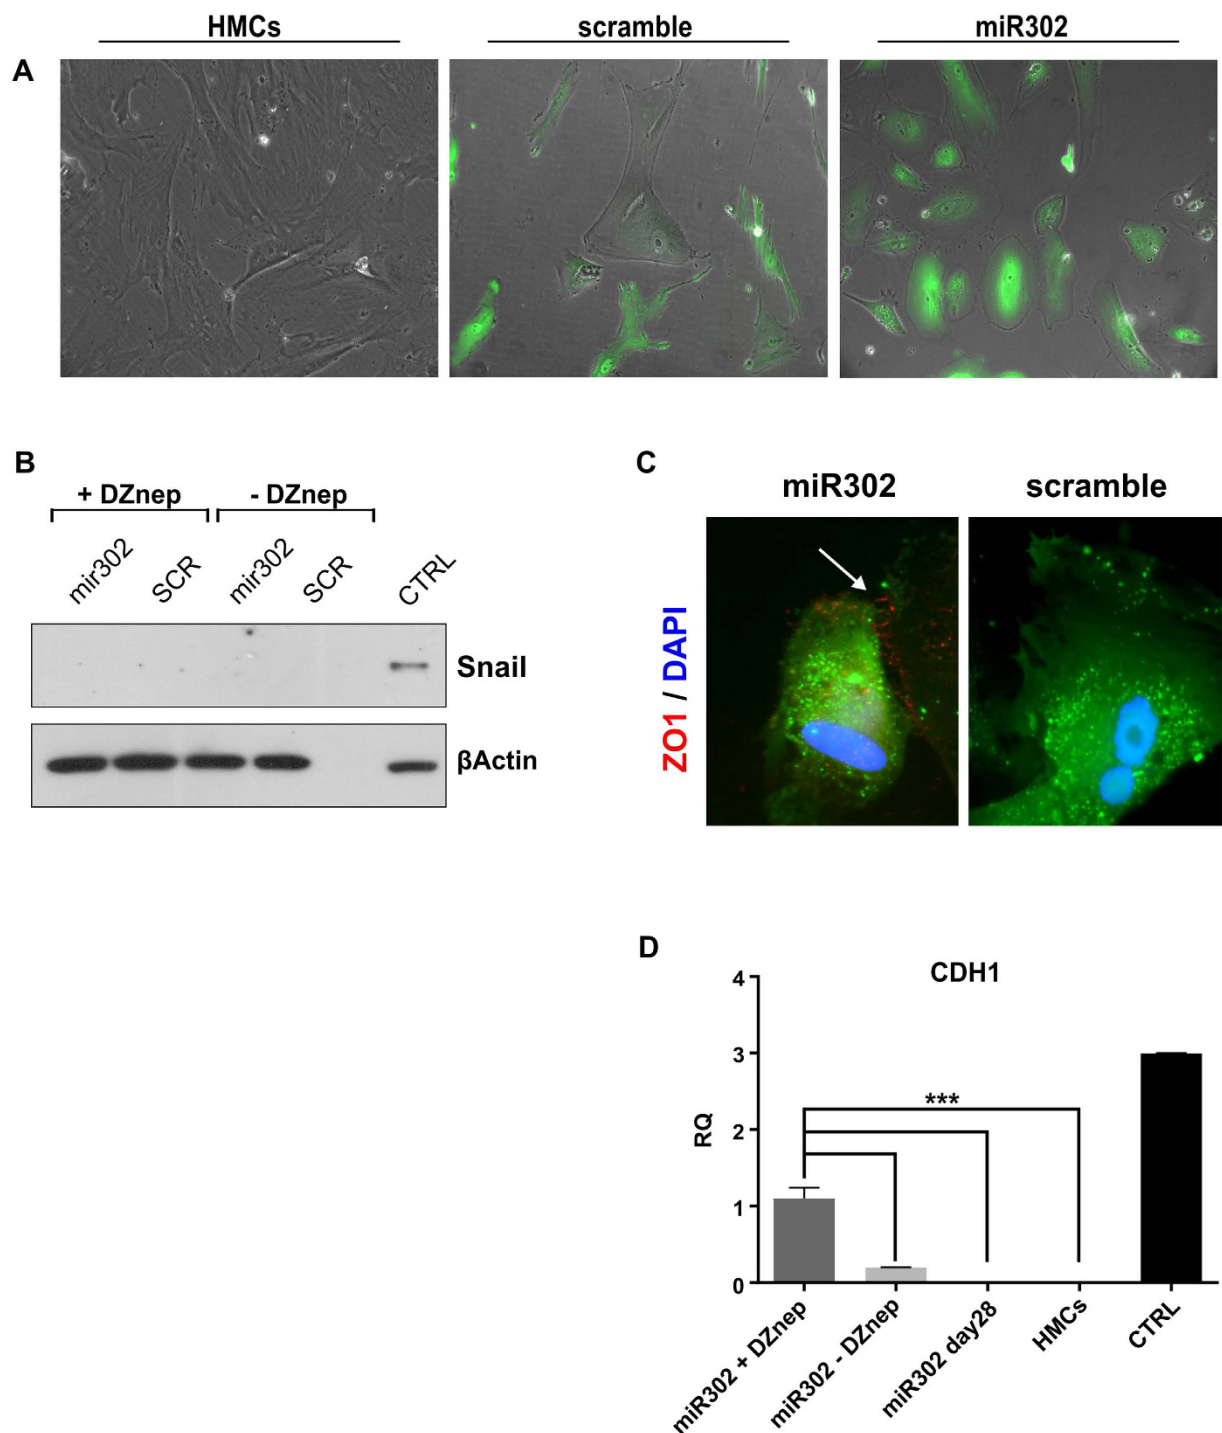 HMCs scramble miR302
A
B
+ DZnep - DZnep
mir302 SCR mir302 SCR CTRL
Snail
βActin
C
miR302 scramble
ZO1 / DAPI
D
CDH1
4
3
2
1
0
RQ
***
miR302 + DZnep
miR302 - DZnep
miR302 day28
HMCs
CTRL